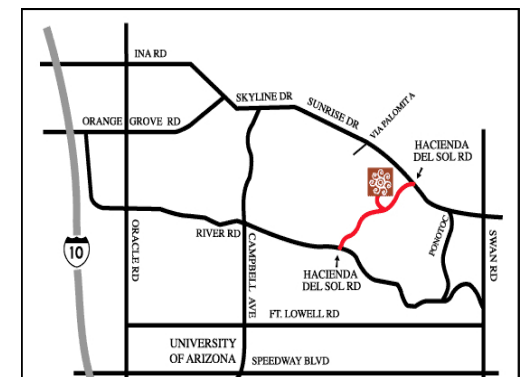 INA RD
SKYLINE DR
SUNRISE DR
VIA PALOMITA
ORANGE GROVE RD
HACIENDA
DEL SOL RD
RIVER RD
10
ORACLE RD
CAMPBELL AVE
PONOTOC
SWAN RD
HACIENDA
DEL SOL RD
FT. LOWELL RD
UNIVERSITY
OF ARIZONA
SPEEDWAY BLVD